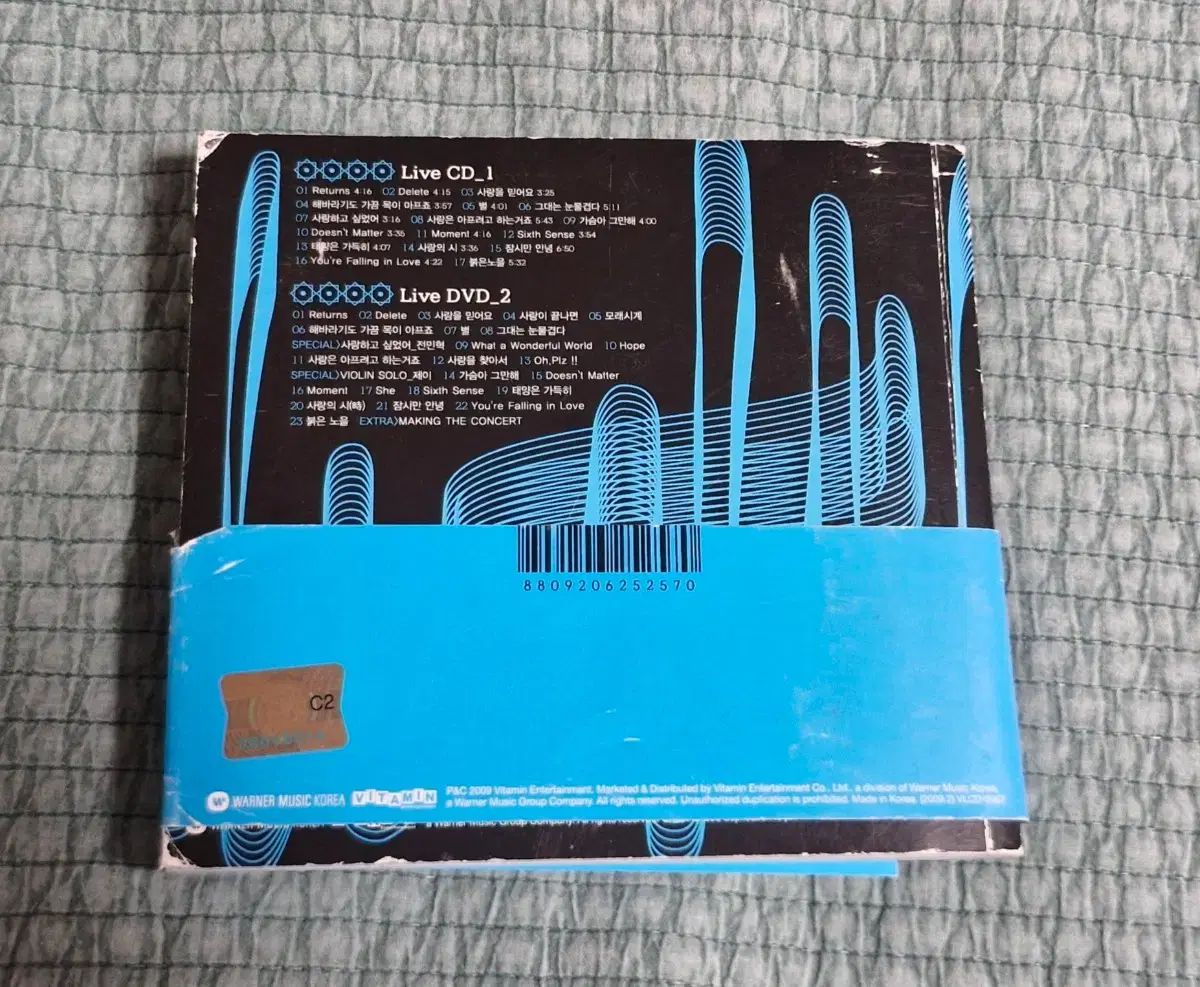 Live CD_1
01 Returns 4:16 02 Delete 4:15 03 사랑을 믿어요 3:25
04 해바라기도 가끔 목이 아프죠 3:57 05 별 4:01 06 그대는 눈물겹다 5:11
07 사랑하고 싶었어 3:16 08 사랑은 아프려고 하는거죠 5:43 09 가슴아 그만해 4:00
10 Doesn't Matter 3:35 11 Moment 4:16 12 Sixth Sense 3:54
13 태양은 가득히 4:07 14 사랑의 시 3:36 15 잠시만 안녕 6:50
16 You're Falling in Love 4:22 17 붉은노을 5:32
Live DVD_2
01 Returns 02 Delete 03 사랑을 믿어요 04 사랑이 끝나면 05 모래시계
06 해바라기도 가끔 목이 아프죠 07 별 08 그대는 눈물겹다
SPECIAL>사랑하고 싶었어_전민혁 09 What a Wonderful World 10 Hope
11 사랑은 아프려고 하는거죠 12 사랑을 찾아서 13 Oh,Plz !!
SPECIAL>VIOLIN SOLO_제이 14 가슴아 그만해 15 Doesn't Matter
16 Moment 17 She 18 Sixth Sense 19 태양은 가득히
20 사랑의 시(時) 21 잠시만 안녕 22 You're Falling in Love
23 붉은 노을 EXTRA>MAKING THE CONCERT
8809206252570
C2
WARNER MUSIC KOREA VITAMIN
P&C 2009 Vitamin Entertainment. Marketed & Distributed by Vitamin Entertainment Co., Ltd., a division of Warner Music Korea,
a Warner Music Group Company. All rights reserved. Unauthorized duplication is prohibited. Made in Korea. (2009.2)